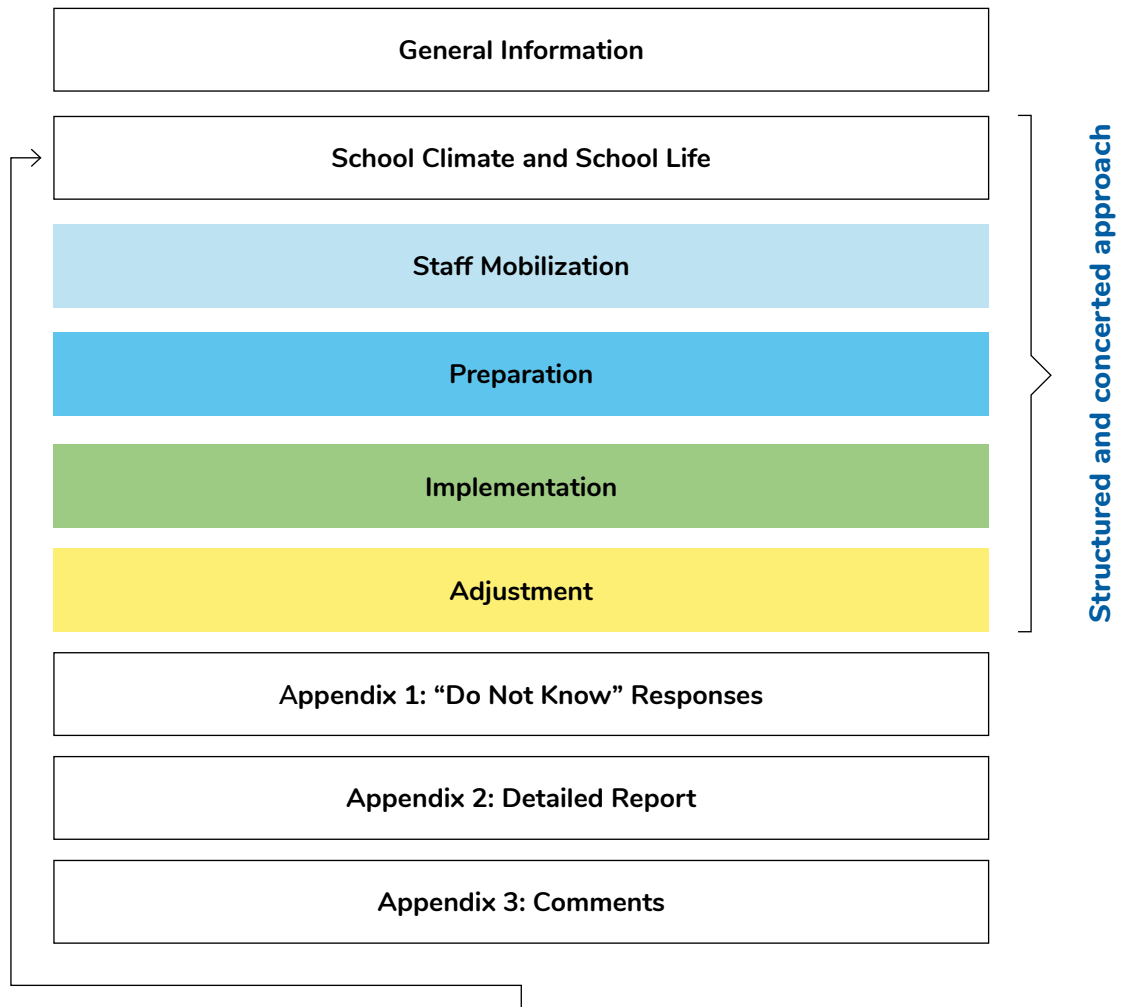 General Information
School Climate and School Life
Staff Mobilization
Preparation
Implementation
Adjustment
Structured and concerted approach
Appendix 1: “Do Not Know” Responses
Appendix 2: Detailed Report
Appendix 3: Comments